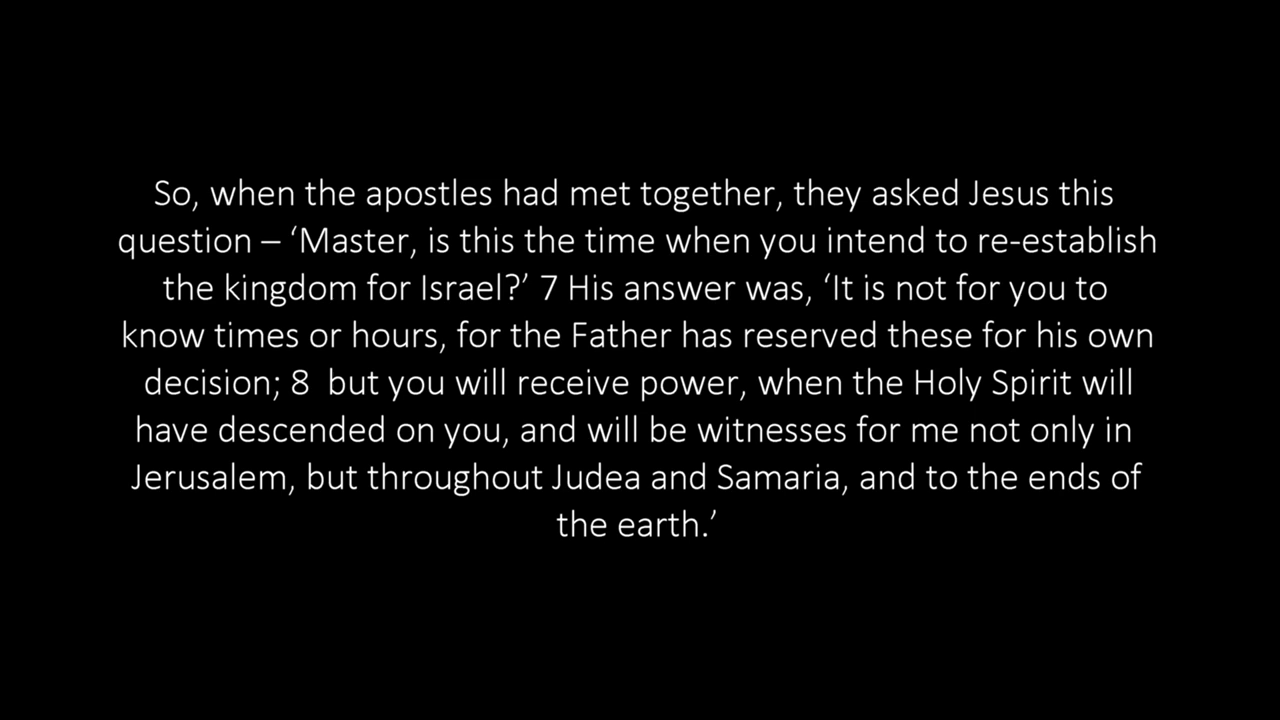 So, when the apostles had met together, they asked Jesus this
question – ‘Master, is this the time when you intend to re-establish
the kingdom for Israel?’ 7 His answer was, ‘It is not for you to
know times or hours, for the Father has reserved these for his own
decision; 8  but you will receive power, when the Holy Spirit will
have descended on you, and will be witnesses for me not only in
Jerusalem, but throughout Judea and Samaria, and to the ends of
the earth.’